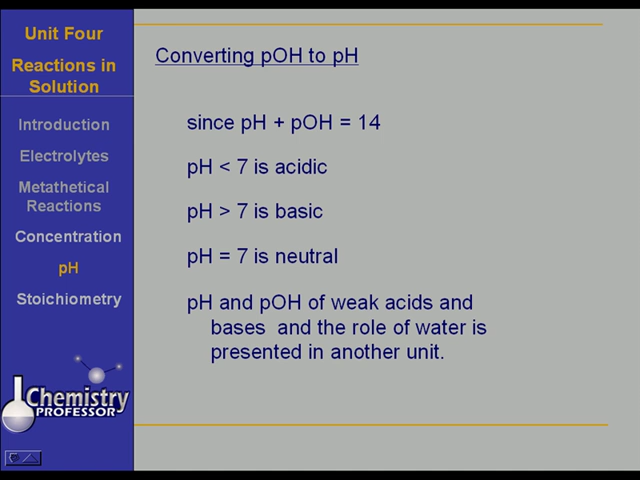 Unit Four
Reactions in
Solution
Introduction
Electrolytes
Metathetical
Reactions
Concentration
pH
Stoichiometry
Chemistry
PROFESSOR
Converting pOH to pH
since pH + pOH = 14
pH < 7 is acidic
pH > 7 is basic
pH = 7 is neutral
pH and pOH of weak acids and
bases  and the role of water is
presented in another unit.